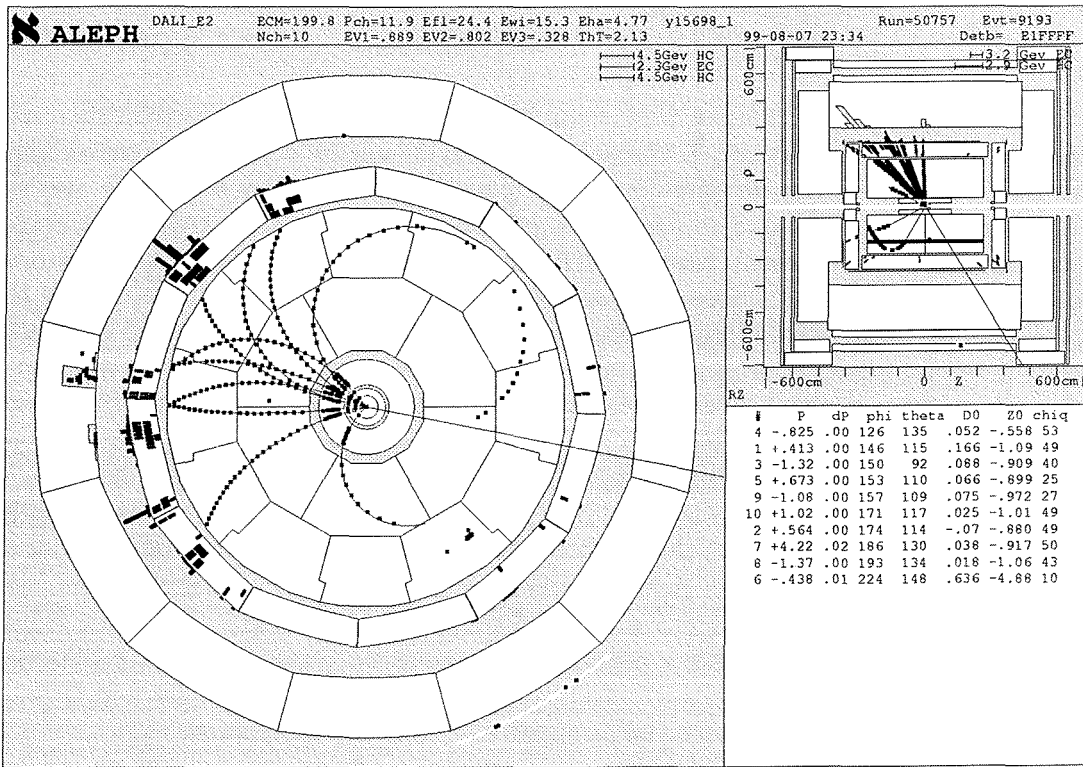 ALEPH
DALI_E2 ECM=199.8 Pch=11.9 Efl=24.4 Ewi=15.3 Eha=4.77 y15698_1
Nch=10 EV1=.889 EV2=.802 EV3=.328 ThT=2.13
Run=50757 Evt=9193
99-08-07 23:34 Detb= E1FFFF
4.5Gev HC
2.3Gev EC
4.5Gev HC
3.2 Gev EC
2.9 Gev HC
600cm
ρ
0
-600cm
-600cm 0 Z 600cm
RZ
# P dP phi theta D0 Z0 chiq
4 -.825 .00 126 135 .052 -.558 53
1 +.413 .00 146 115 .166 -1.09 49
3 -1.32 .00 150 92 .088 -.909 40
5 +.673 .00 153 110 .066 -.899 25
9 -1.08 .00 157 109 .075 -.972 27
10 +1.02 .00 171 117 .025 -1.01 49
2 +.564 .00 174 114 -.07 -.880 49
7 +4.22 .02 186 130 .038 -.917 50
8 -1.37 .00 193 134 .018 -1.06 43
6 -.438 .01 224 148 .636 -4.88 10